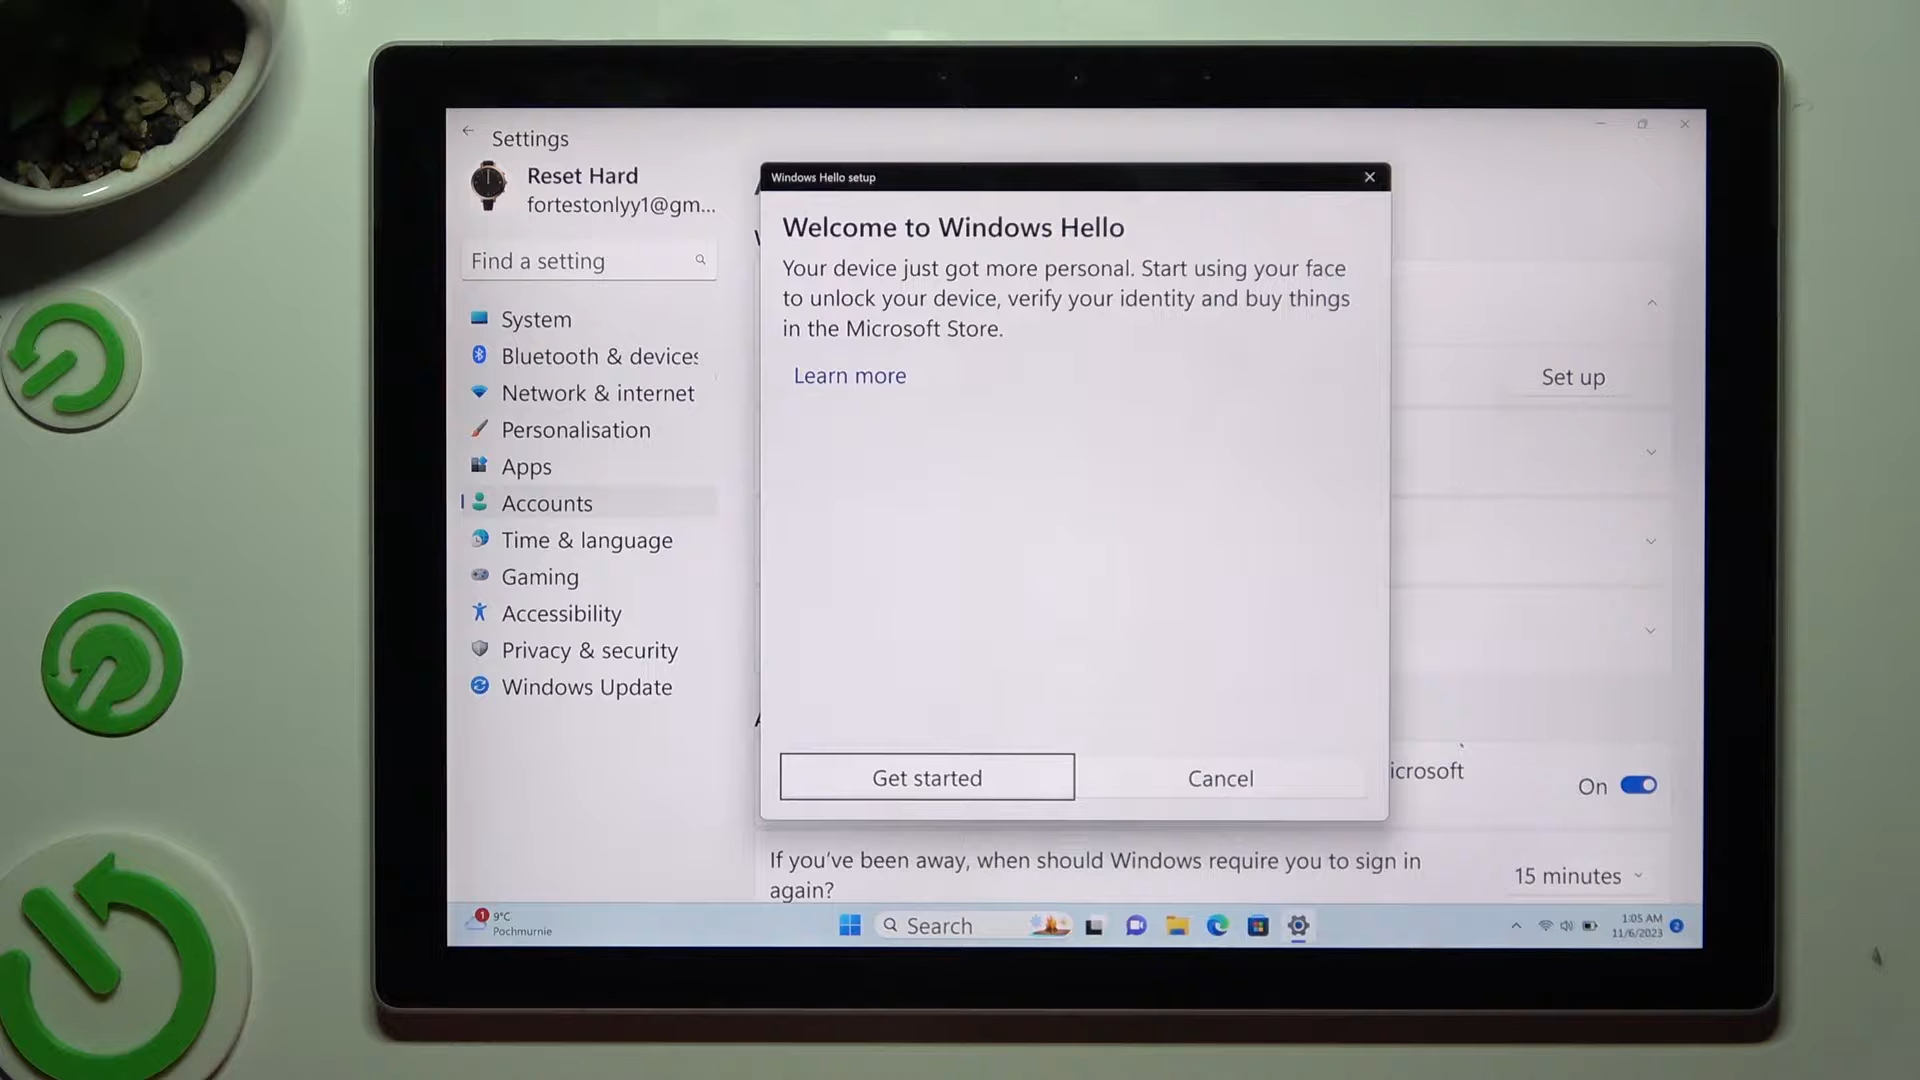 Settings
Reset Hard
fortestonlyy1@gm...
Find a setting
System
Bluetooth & devices
Network & internet
Personalisation
Apps
Accounts
Time & language
Gaming
Accessibility
Privacy & security
Windows Update
Windows Hello setup
Welcome to Windows Hello
Your device just got more personal. Start using your face
to unlock your device, verify your identity and buy things
in the Microsoft Store.
Learn more
Get started
Cancel
Set up
icrosoft
On
If you've been away, when should Windows require you to sign in
again?
15 minutes
1
9°C
Pochmurnie
Search
1:05 AM
11/6/2023
2